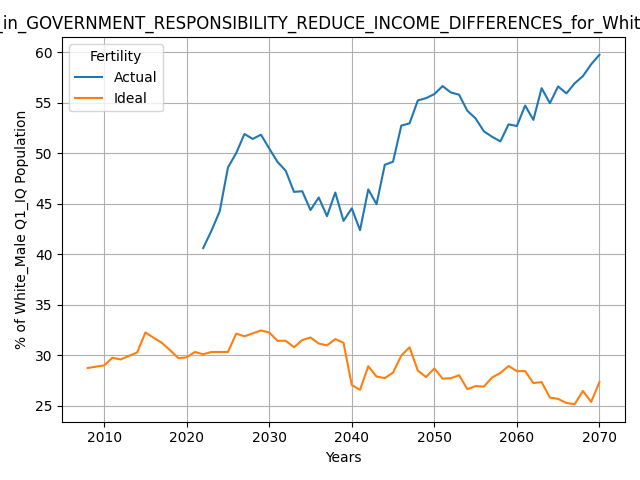 _in_GOVERNMENT_RESPONSIBILITY_REDUCE_INCOME_DIFFERENCES_for_Whit
Fertility
Actual
Ideal
% of White_Male Q1_IQ Population
60
55
50
45
40
35
30
25
2010 2020 2030 2040 2050 2060 2070
Years